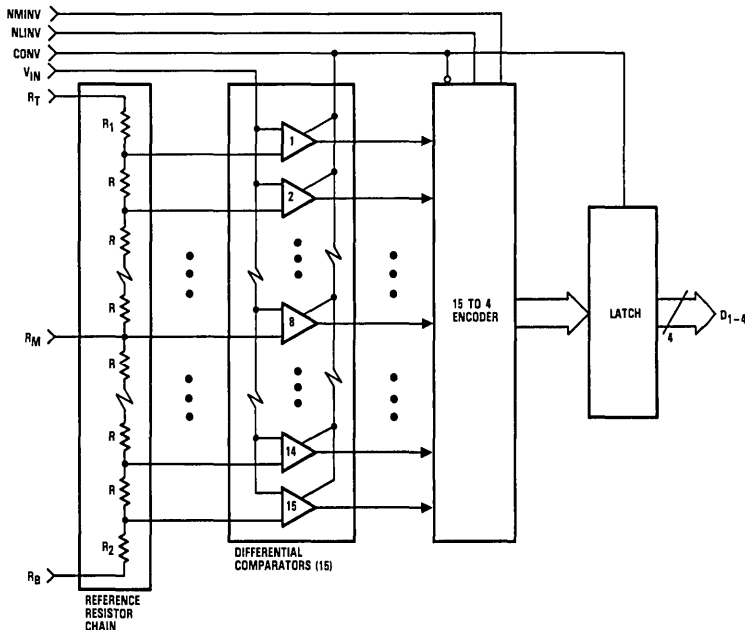 NMINV
NLINV
CONV
VIN
RT
R1
1
R
2
R
R
RM
8
15 TO 4
ENCODER
LATCH
4
D1–4
R
R
14
R
15
R2
RB
DIFFERENTIAL
COMPARATORS (15)
REFERENCE
RESISTOR
CHAIN